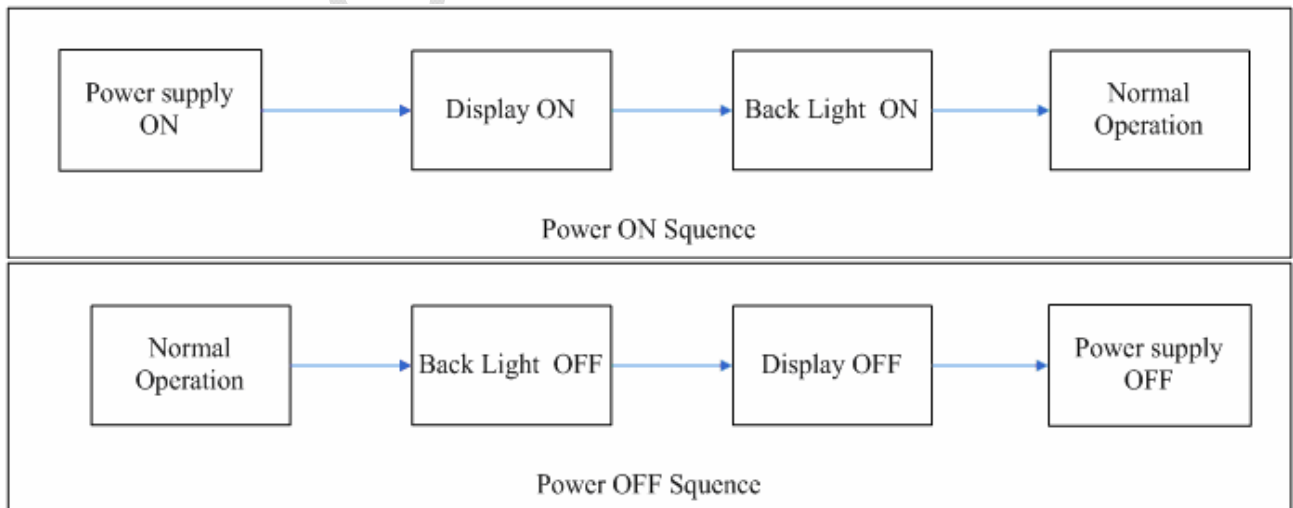 Power supply
ON
Display ON
Back Light ON
Normal
Operation
Power ON Squence
Normal
Operation
Back Light OFF
Display OFF
Power supply
OFF
Power OFF Squence